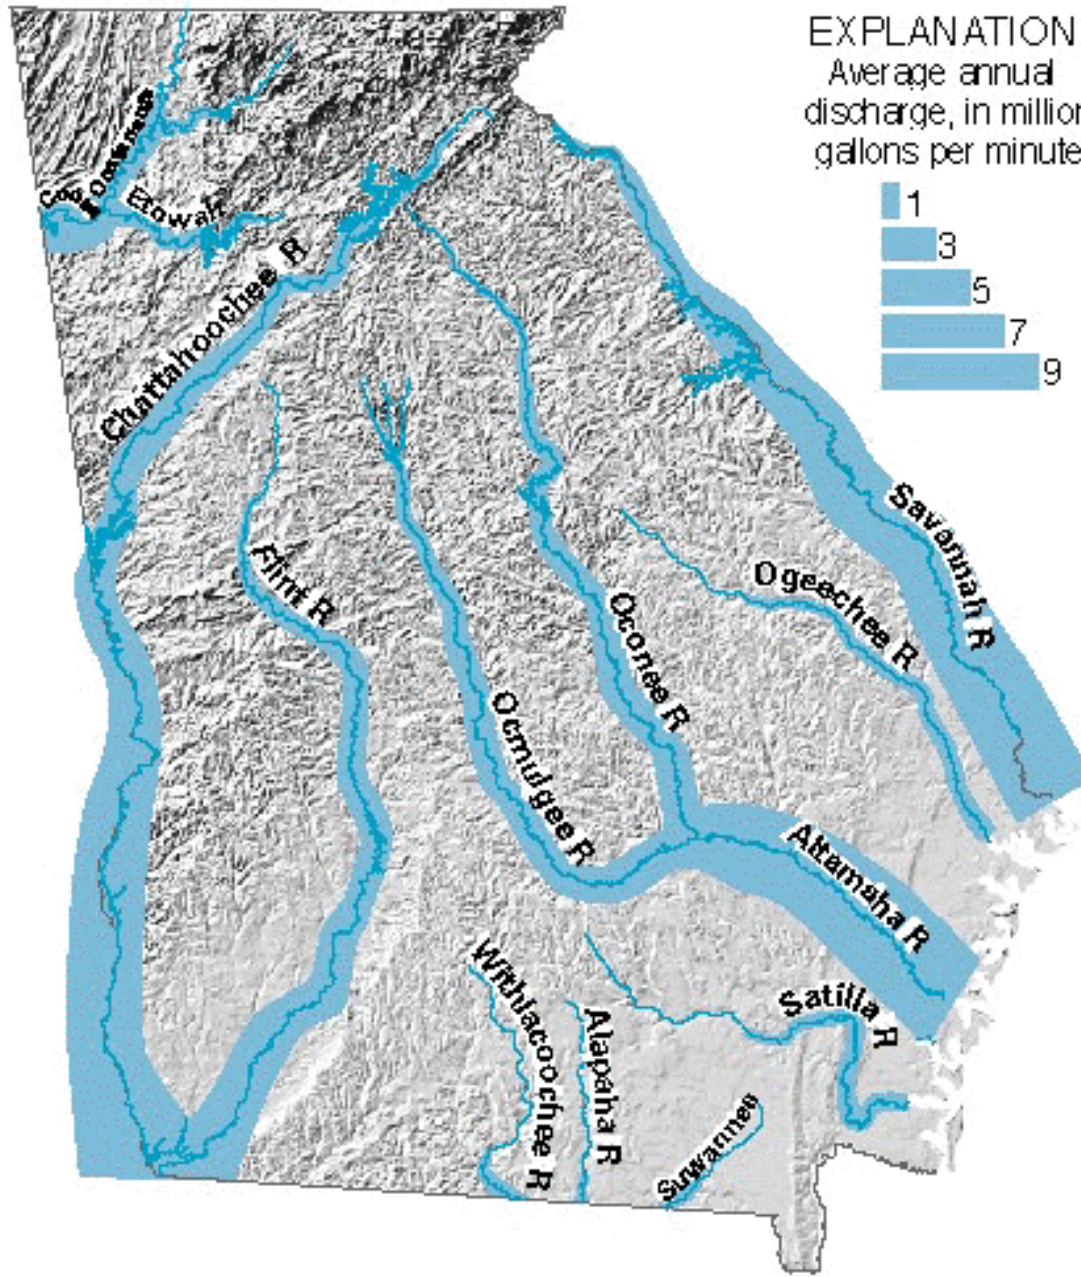 EXPLANATION
Average annual
discharge, in million
gallons per minute
1
3
5
7
9
Etowah
Chattahoochee R
Flint R
Ocmulgee R
Oconee R
Ogeechee R
Savannah R
Altamaha R
Satilla R
Withlacoochee R
Alapaha R
Suwannee